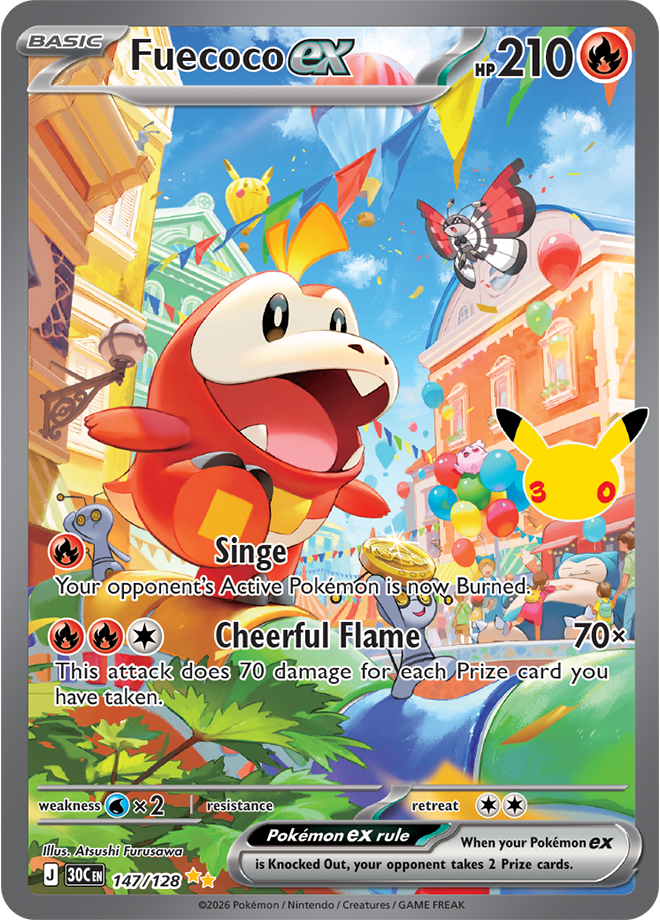 BASIC Fuecoco ex HP 210
30
Singe
Your opponent's Active Pokémon is now Burned.
Cheerful Flame 70×
This attack does 70 damage for each Prize card you
have taken.
weakness ×2 resistance retreat
Pokémon ex rule When your Pokémon ex
is Knocked Out, your opponent takes 2 Prize cards.
Illus. Atsushi Furusawa
J 30C EN 147/128
©2026 Pokémon / Nintendo / Creatures / GAME FREAK